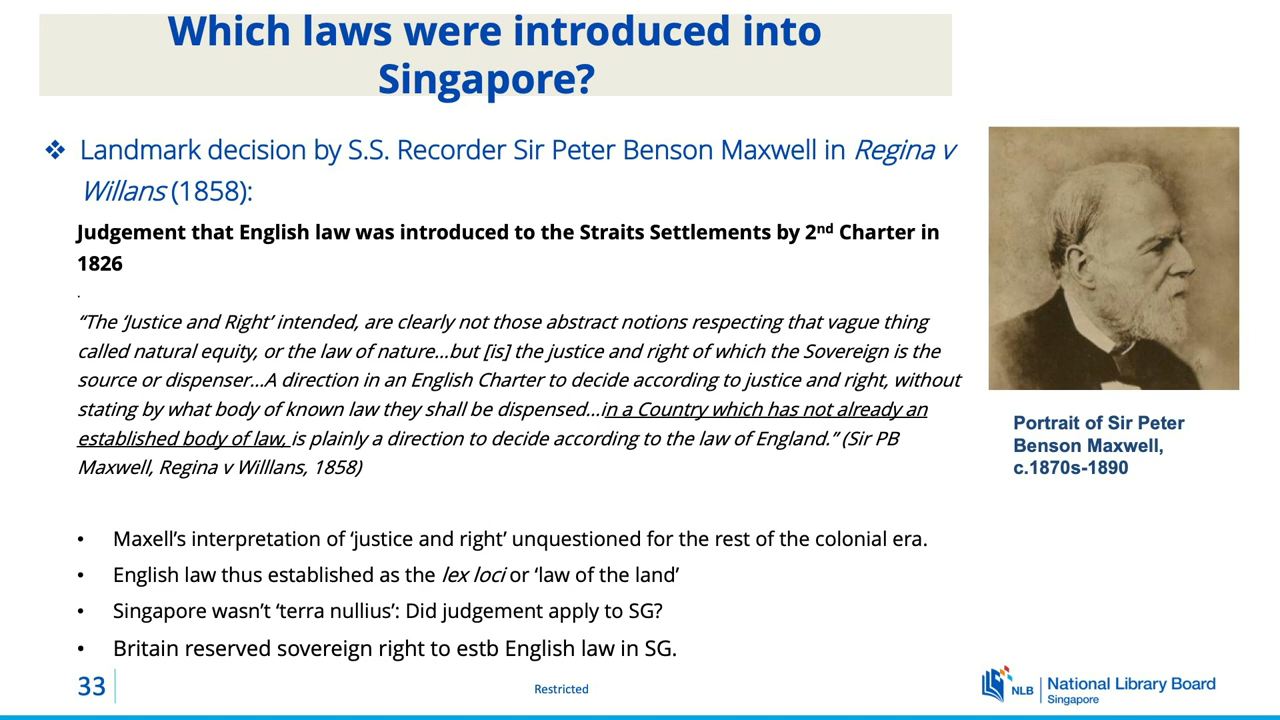 Which laws were introduced into
Singapore?
❖ Landmark decision by S.S. Recorder Sir Peter Benson Maxwell in Regina v
Willans (1858):
Judgement that English law was introduced to the Straits Settlements by 2nd Charter in
1826
.
“The ‘Justice and Right’ intended, are clearly not those abstract notions respecting that vague thing
called natural equity, or the law of nature…but [is] the justice and right of which the Sovereign is the
source or dispenser…A direction in an English Charter to decide according to justice and right, without
stating by what body of known law they shall be dispensed…in a Country which has not already an
established body of law, is plainly a direction to decide according to the law of England.” (Sir PB
Maxwell, Regina v Willlans, 1858)
Portrait of Sir Peter
Benson Maxwell,
c.1870s-1890
• Maxell’s interpretation of ‘justice and right’ unquestioned for the rest of the colonial era.
• English law thus established as the lex loci or ‘law of the land’
• Singapore wasn’t ‘terra nullius’: Did judgement apply to SG?
• Britain reserved sovereign right to estb English law in SG.
33
Restricted
NLB
National Library Board
Singapore